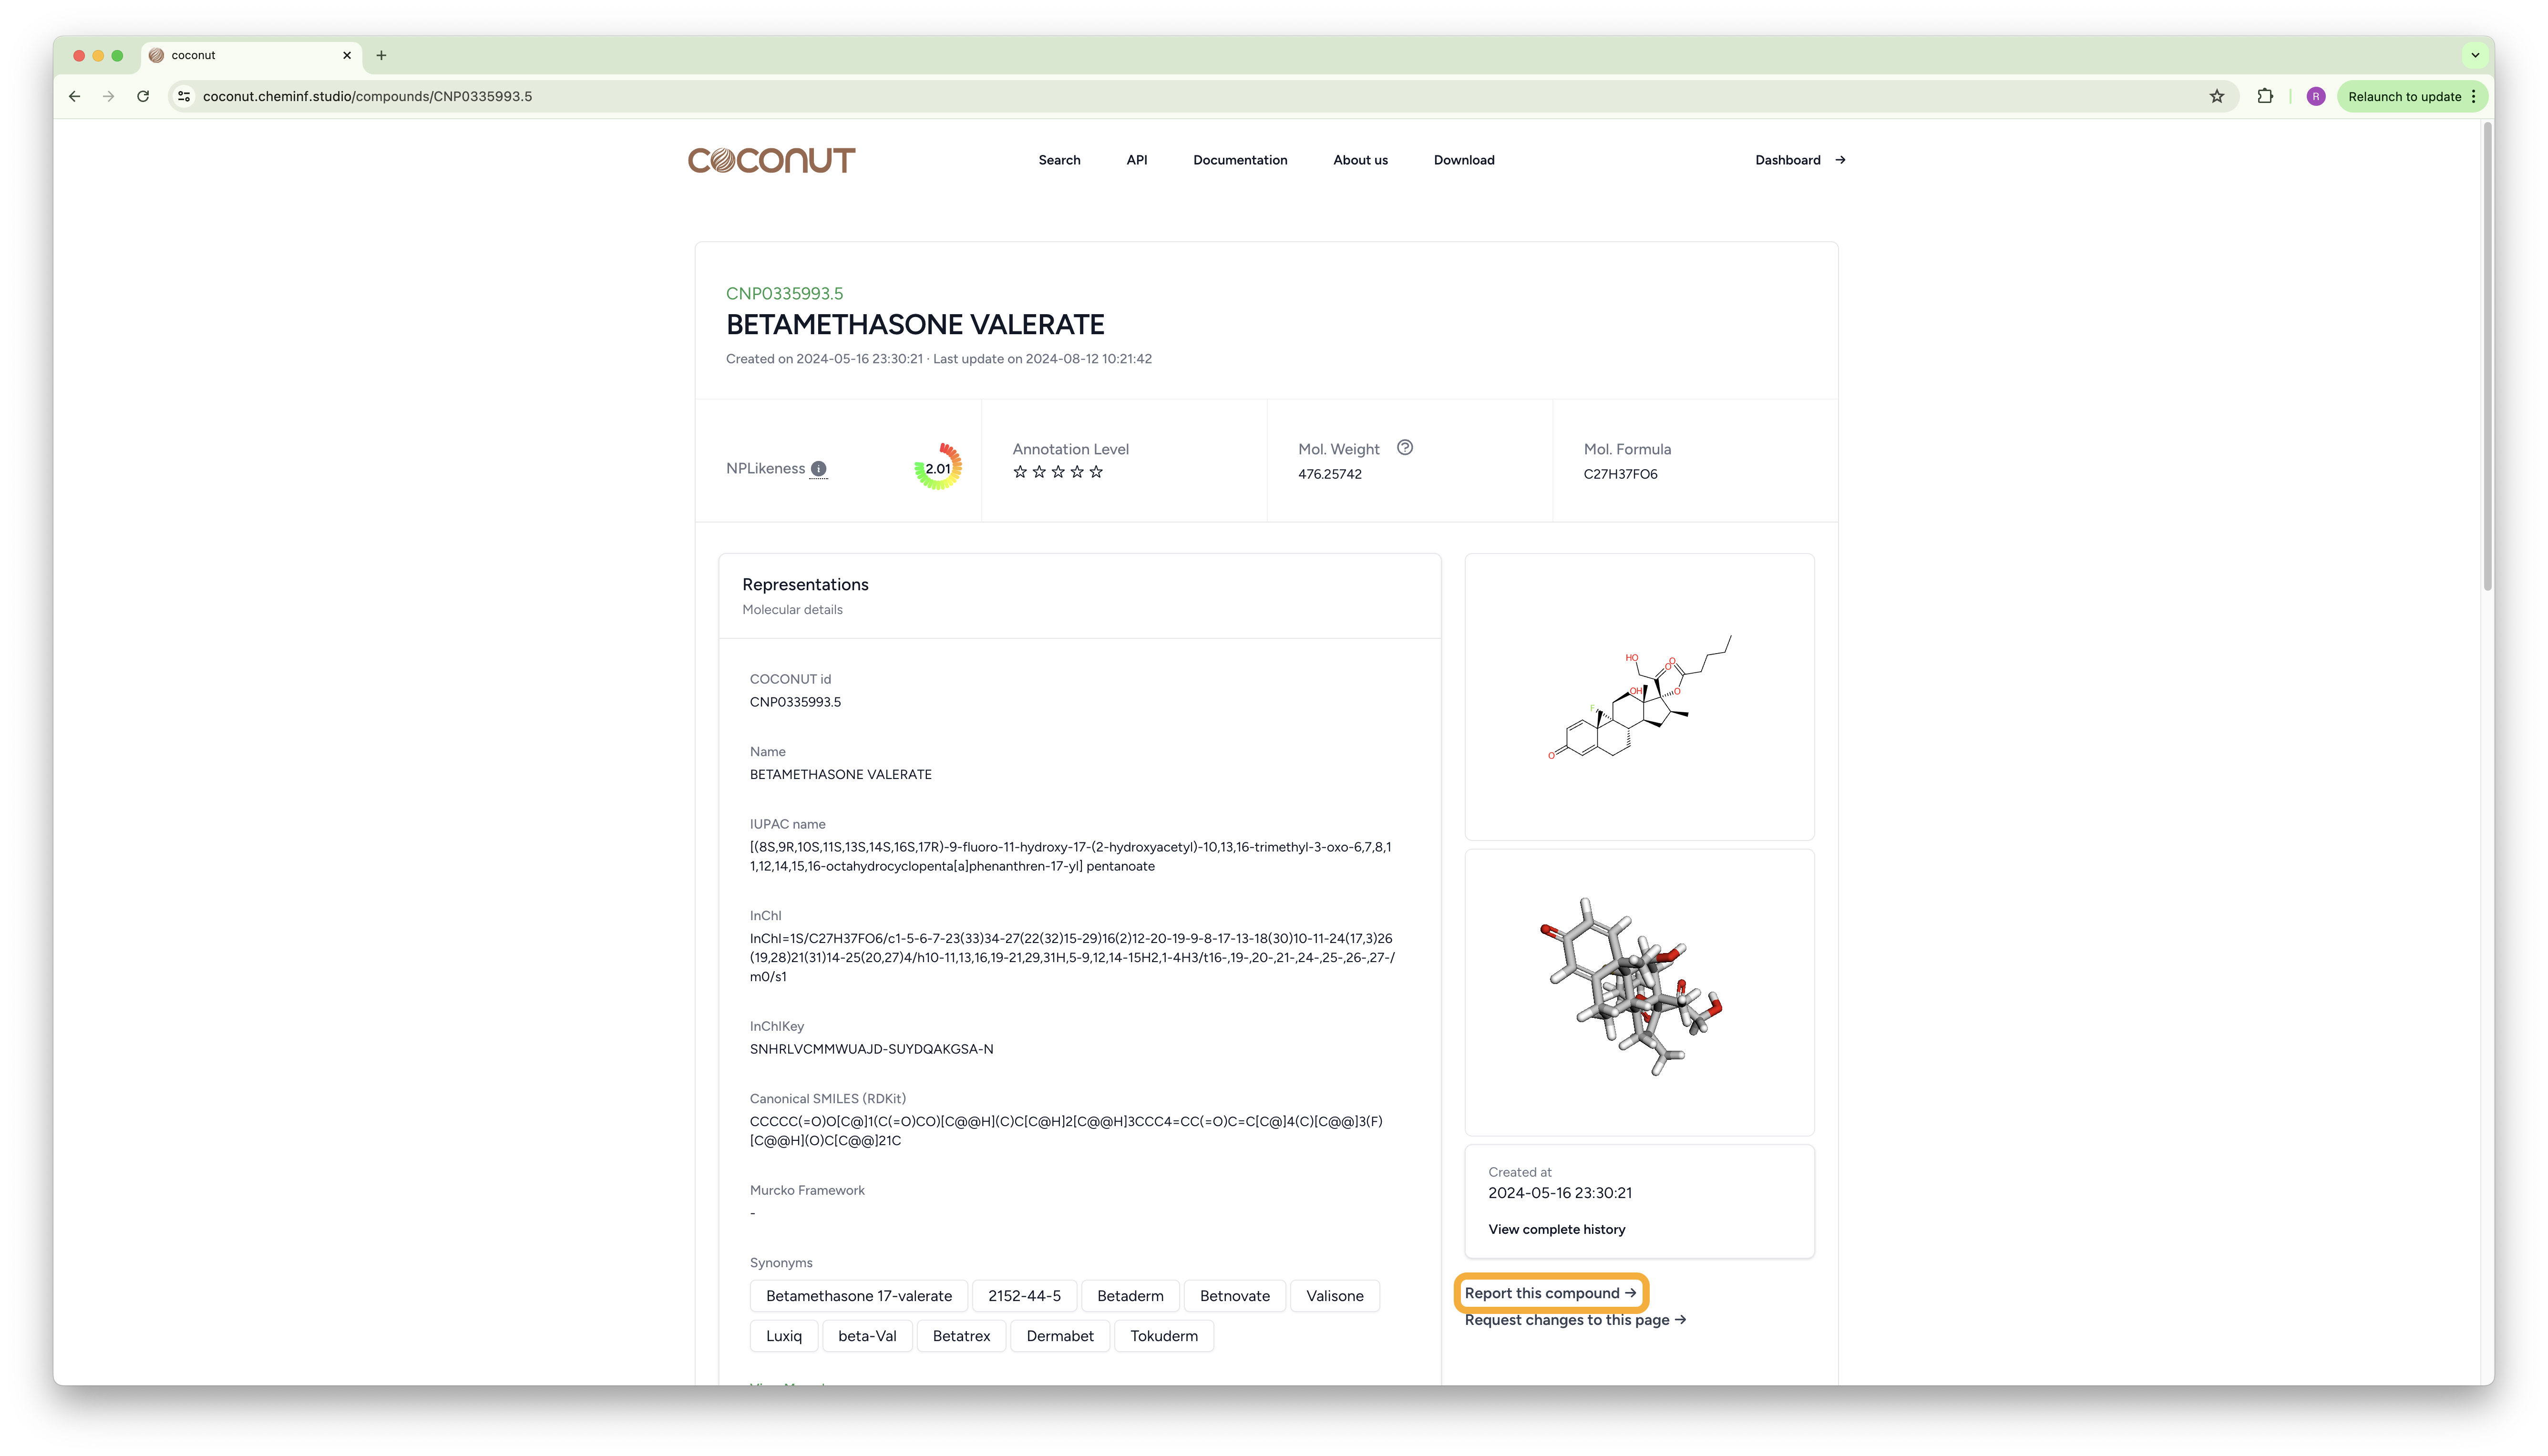 coconut
coconut.cheminf.studio/compounds/CNP0335993.5
R
Relaunch to update
COCONUT
Search
API
Documentation
About us
Download
Dashboard →
CNP0335993.5
BETAMETHASONE VALERATE
Created on 2024-05-16 23:30:21 · Last update on 2024-08-12 10:21:42
NPLikeness
2.01
Annotation Level
Mol. Weight
476.25742
Mol. Formula
C27H37FO6
Representations
Molecular details
COCONUT id
CNP0335993.5
Name
BETAMETHASONE VALERATE
IUPAC name
[(8S,9R,10S,11S,13S,14S,16S,17R)-9-fluoro-11-hydroxy-17-(2-hydroxyacetyl)-10,13,16-trimethyl-3-oxo-6,7,8,1
1,12,14,15,16-octahydrocyclopenta[a]phenanthren-17-yl] pentanoate
InChI
InChI=1S/C27H37FO6/c1-5-6-7-23(33)34-27(22(32)15-29)16(2)12-20-19-9-8-17-13-18(30)10-11-24(17,3)26
(19,28)21(31)14-25(20,27)4/h10-11,13,16,19-21,29,31H,5-9,12,14-15H2,1-4H3/t16-,19-,20-,21-,24-,25-,26-,27-/
m0/s1
InChIKey
SNHRLVCMMWUAJD-SUYDQAKGSA-N
Canonical SMILES (RDKit)
CCCCC(=O)O[C@]1(C(=O)CO)[C@@H](C)C[C@H]2[C@@H]3CCC4=CC(=O)C=C[C@]4(C)[C@@]3(F)
[C@@H](O)C[C@@]21C
Murcko Framework
-
Synonyms
Betamethasone 17-valerate
2152-44-5
Betaderm
Betnovate
Valisone
Luxiq
beta-Val
Betatrex
Dermabet
Tokuderm
HO
O
O
O
OH
F
O
Created at
2024-05-16 23:30:21
View complete history
Report this compound →
Request changes to this page →